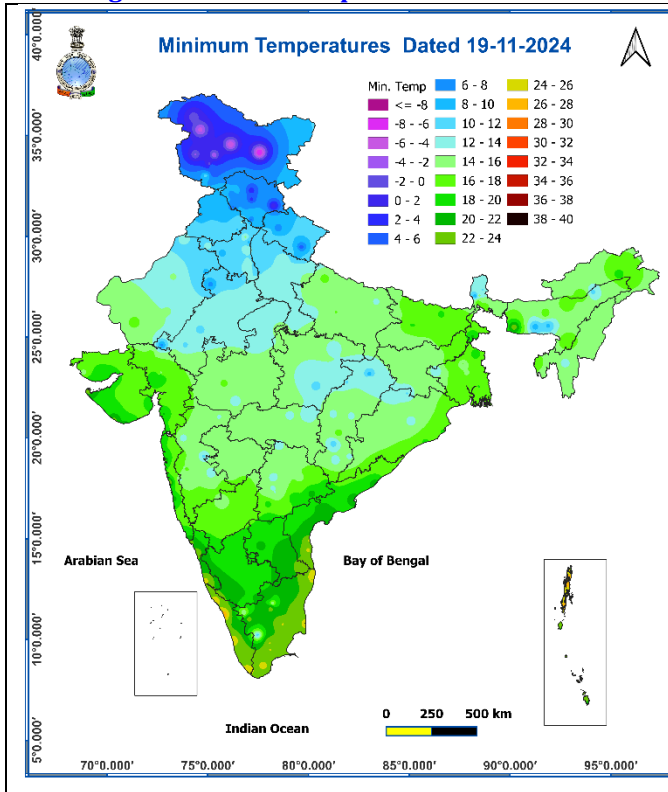 Minimum Temperatures Dated 19-11-2024
Min. Temp
<= -8
-8 - -6
-6 - -4
-4 - -2
-2 - 0
0 - 2
2 - 4
4 - 6
6 - 8
8 - 10
10 - 12
12 - 14
14 - 16
16 - 18
18 - 20
20 - 22
22 - 24
24 - 26
26 - 28
28 - 30
30 - 32
32 - 34
34 - 36
36 - 38
38 - 40
40°0.000'
35°0.000'
30°0.000'
25°0.000'
20°0.000'
15°0.000'
10°0.000'
5°0.000'
Arabian Sea
Bay of Bengal
Indian Ocean
0 250 500 km
70°0.000' 75°0.000' 80°0.000' 85°0.000' 90°0.000' 95°0.000'